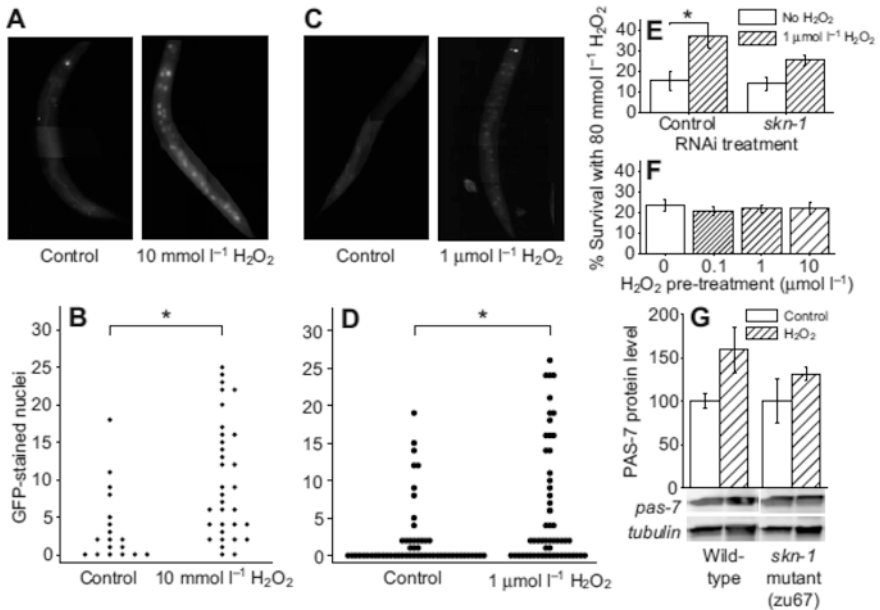 A
Control
10 mmol l⁻¹ H₂O₂
C
Control
1 μmol l⁻¹ H₂O₂
B
*
GFP-stained nuclei
30
25
20
15
10
5
0
Control
10 mmol l⁻¹ H₂O₂
D
*
30
25
20
15
10
5
0
Control
1 μmol l⁻¹ H₂O₂
% Survival with 80 mmol l⁻¹ H₂O₂
E
*
No H₂O₂
1 μmol l⁻¹ H₂O₂
40
30
20
10
0
Control
skn-1
RNAi treatment
F
40
30
20
10
0
0
0.1
1
10
H₂O₂ pre-treatment (μmol l⁻¹)
G
Control
H₂O₂
PAS-7 protein level
200
150
100
50
0
pas-7
tubulin
Wild-
type
skn-1
mutant
(zu67)